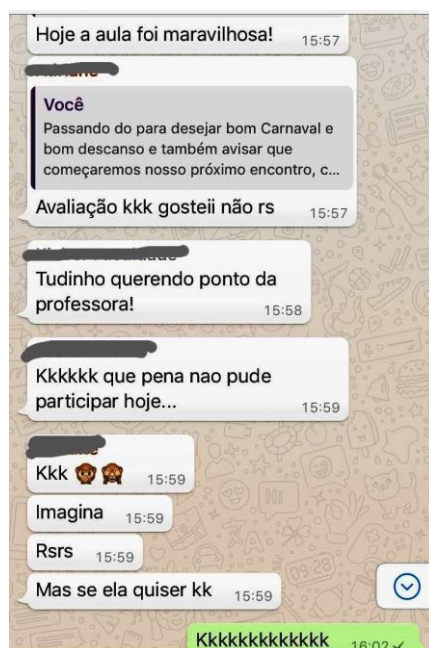 Hoje a aula foi maravilhosa!
15:57
Você
Passando do para desejar bom Carnaval e
bom descanso e também avisar que
começaremos nosso próximo encontro, c...
Avaliação kkk gosteii não rs
15:57
Tudinho querendo ponto da
professora!
15:58
Kkkkkk que pena nao pude
participar hoje...
15:59
Kkk 🙊🙈
15:59
Imagina
15:59
Rsrs
15:59
Mas se ela quiser kk
15:59
Kkkkkkkkkkkkk
16:02